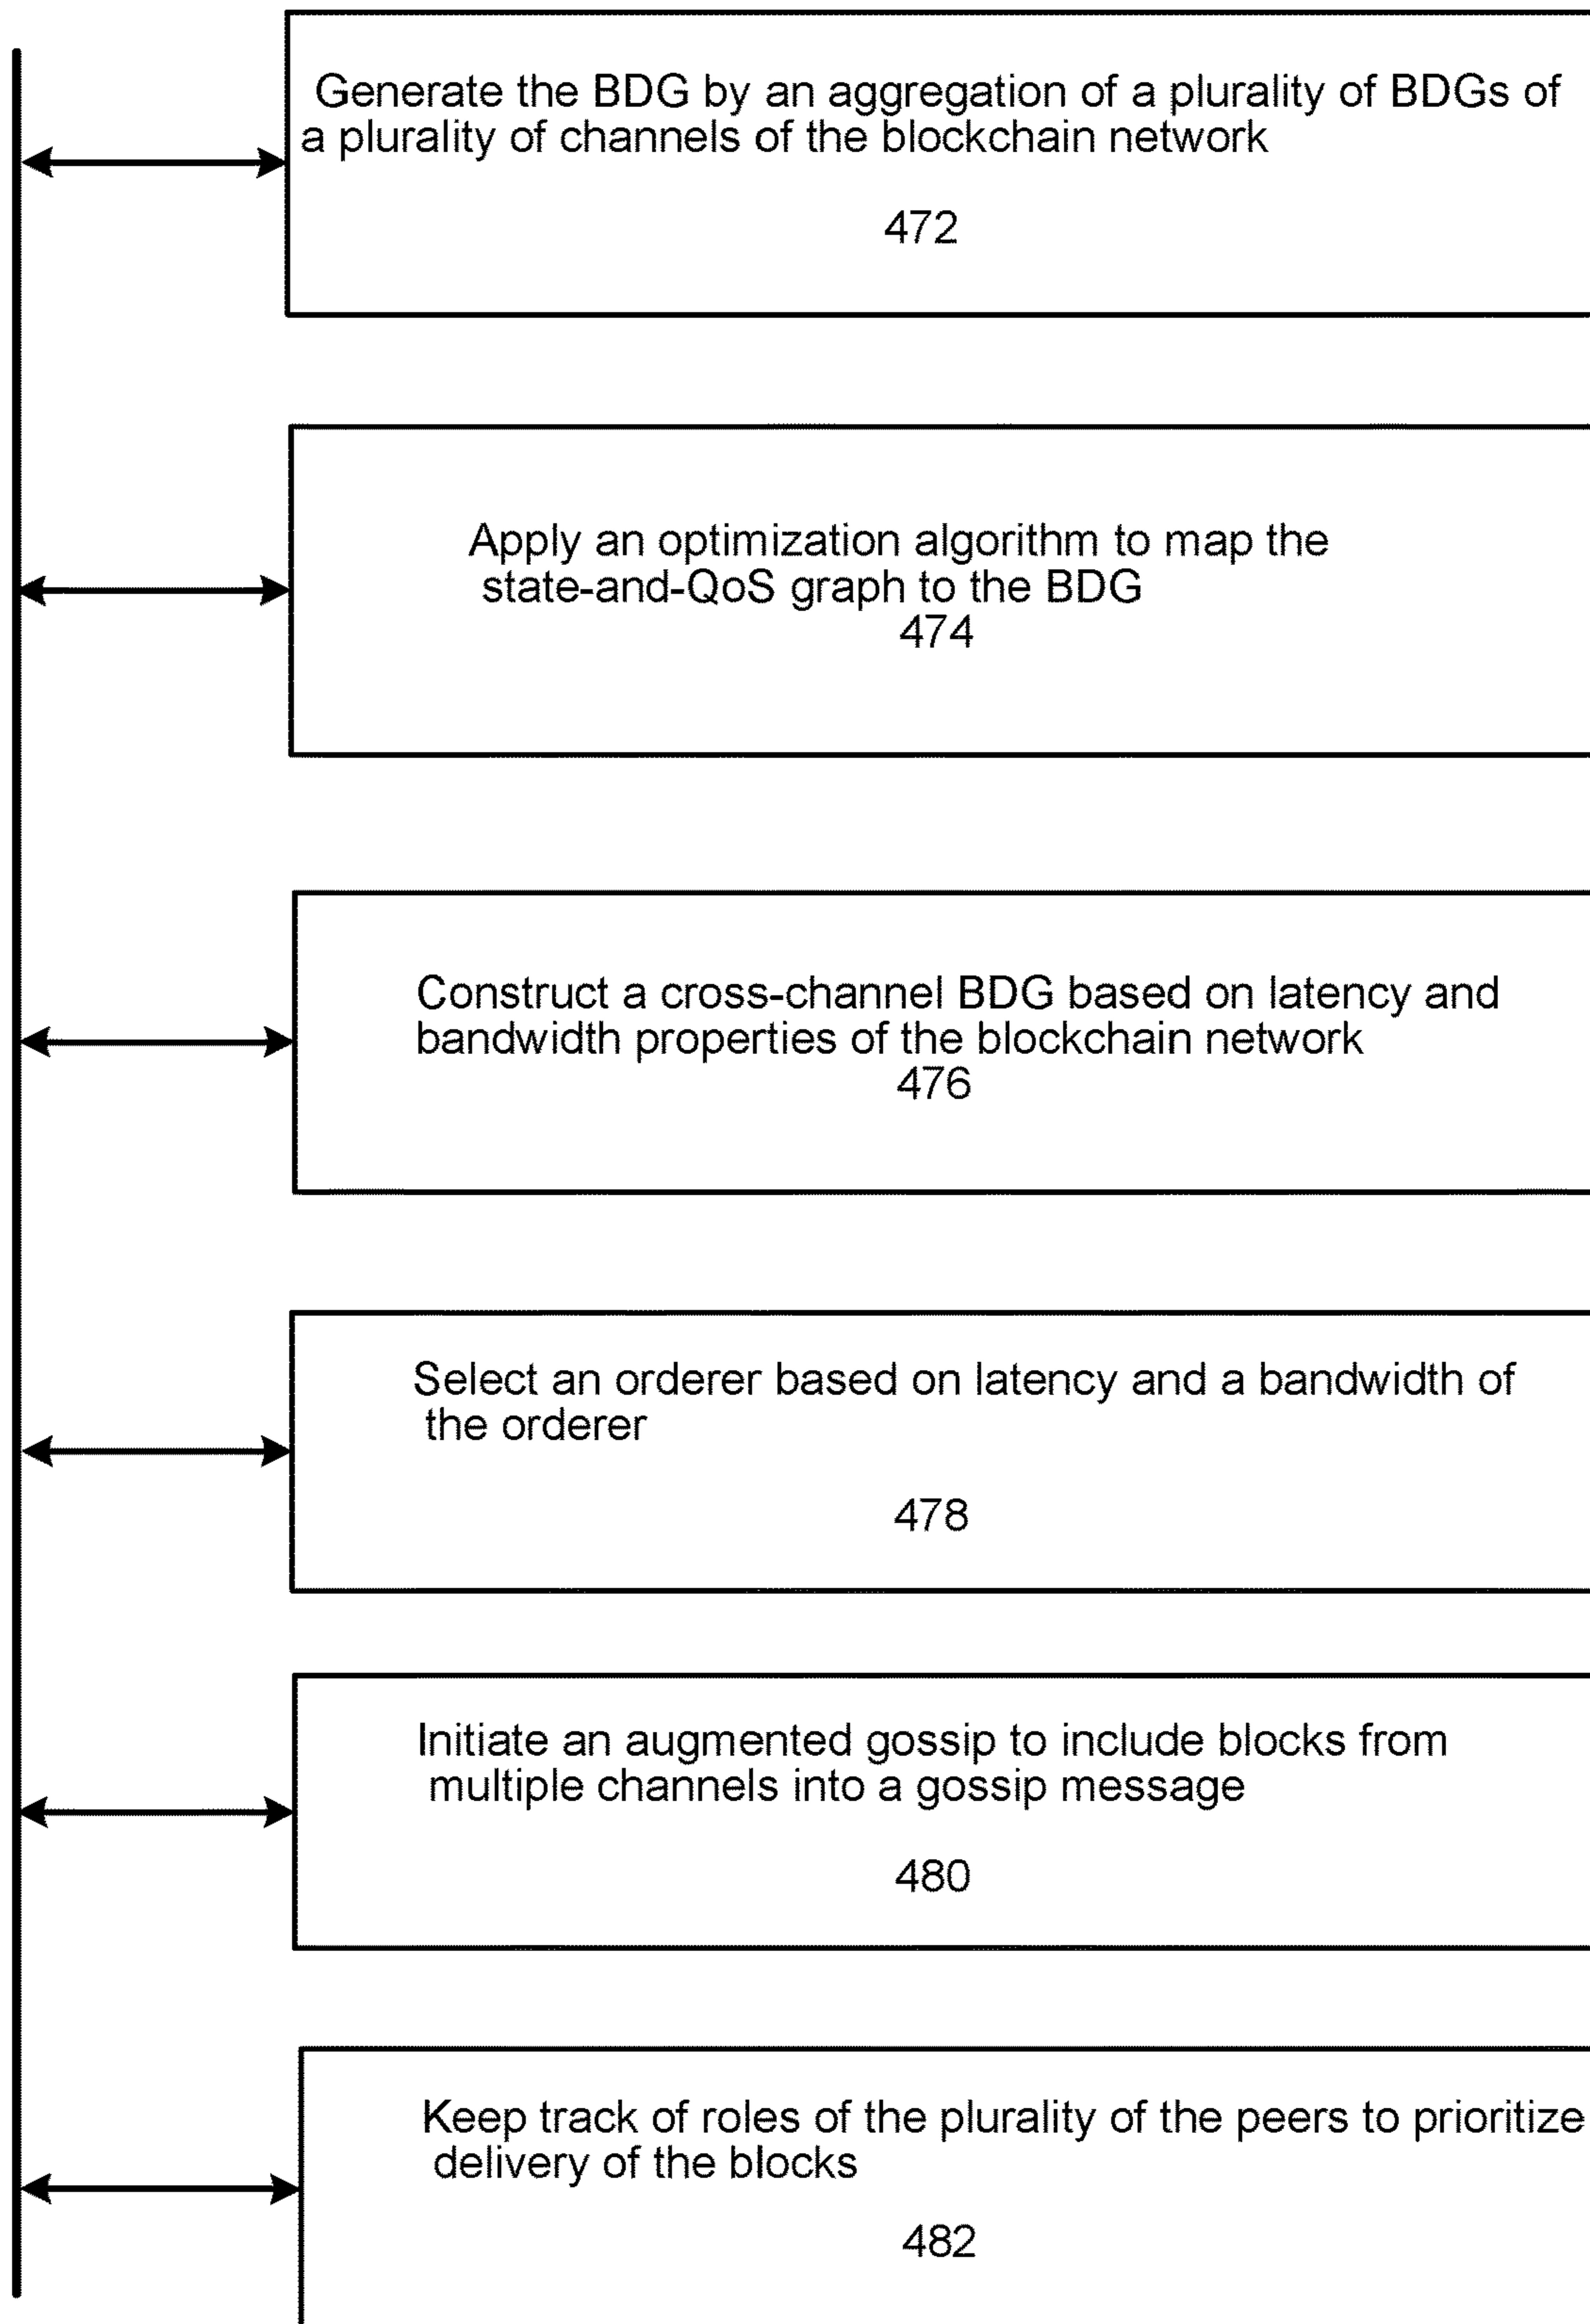 Generate the BDG by an aggregation of a plurality of BDGs of
a plurality of channels of the blockchain network
472
Apply an optimization algorithm to map the
state-and-QoS graph to the BDG
474
Construct a cross-channel BDG based on latency and
bandwidth properties of the blockchain network
476
Select an orderer based on latency and a bandwidth of
the orderer
478
Initiate an augmented gossip to include blocks from
multiple channels into a gossip message
480
Keep track of roles of the plurality of the peers to prioritize
delivery of the blocks
482